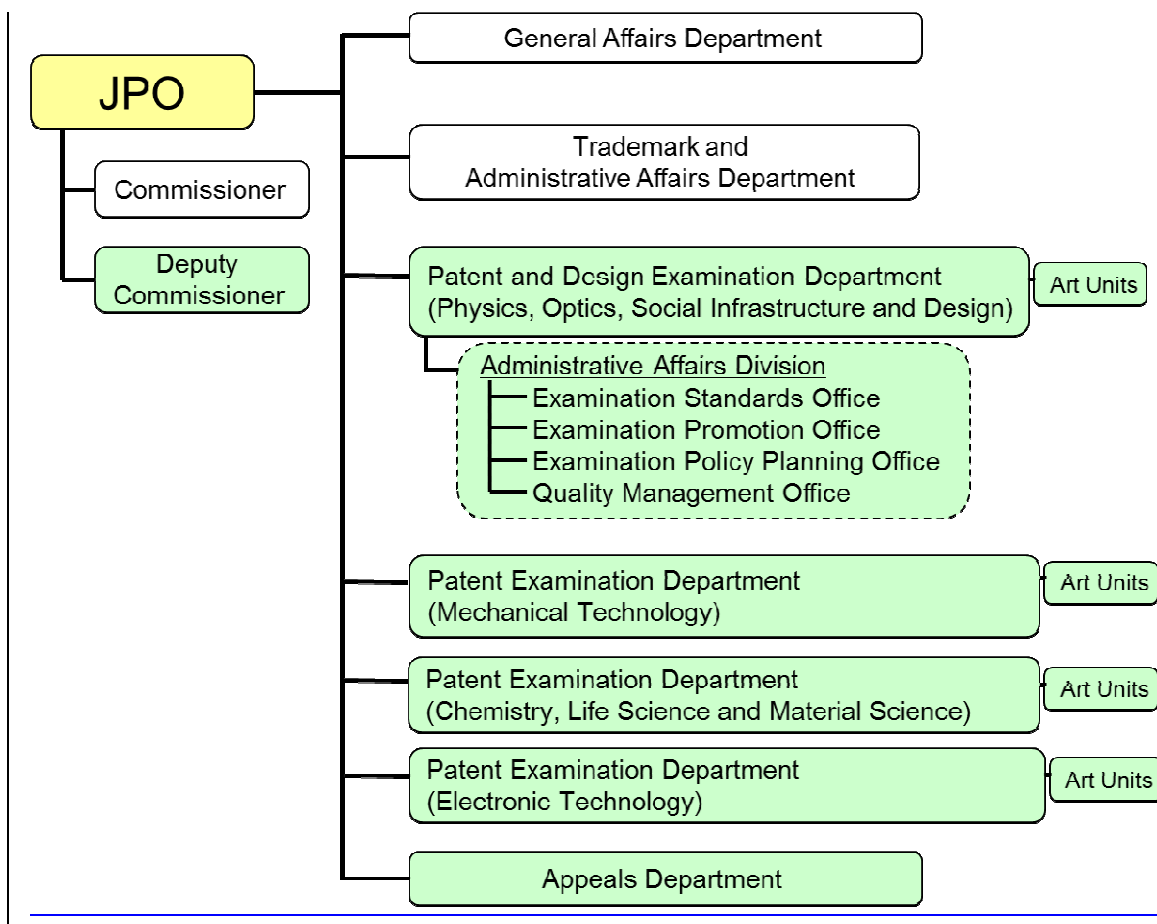 JPO
Commissioner
Deputy
Commissioner
General Affairs Department
Trademark and
Administrative Affairs Department
Patent and Design Examination Department
(Physics, Optics, Social Infrastructure and Design)
Art Units
Administrative Affairs Division
Examination Standards Office
Examination Promotion Office
Examination Policy Planning Office
Quality Management Office
Patent Examination Department
(Mechanical Technology)
Art Units
Patent Examination Department
(Chemistry, Life Science and Material Science)
Art Units
Patent Examination Department
(Electronic Technology)
Art Units
Appeals Department